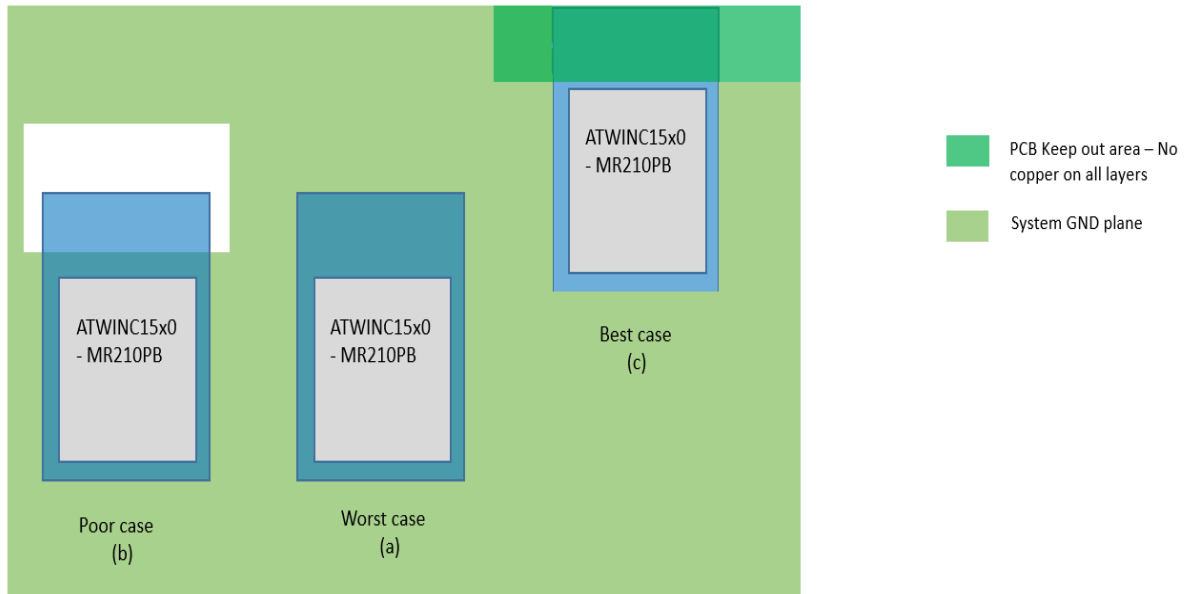 ATWINC15x0
- MR210PB
Poor case
(b)
ATWINC15x0
- MR210PB
Worst case
(a)
ATWINC15x0
- MR210PB
Best case
(c)
PCB Keep out area – No
copper on all layers
System GND plane